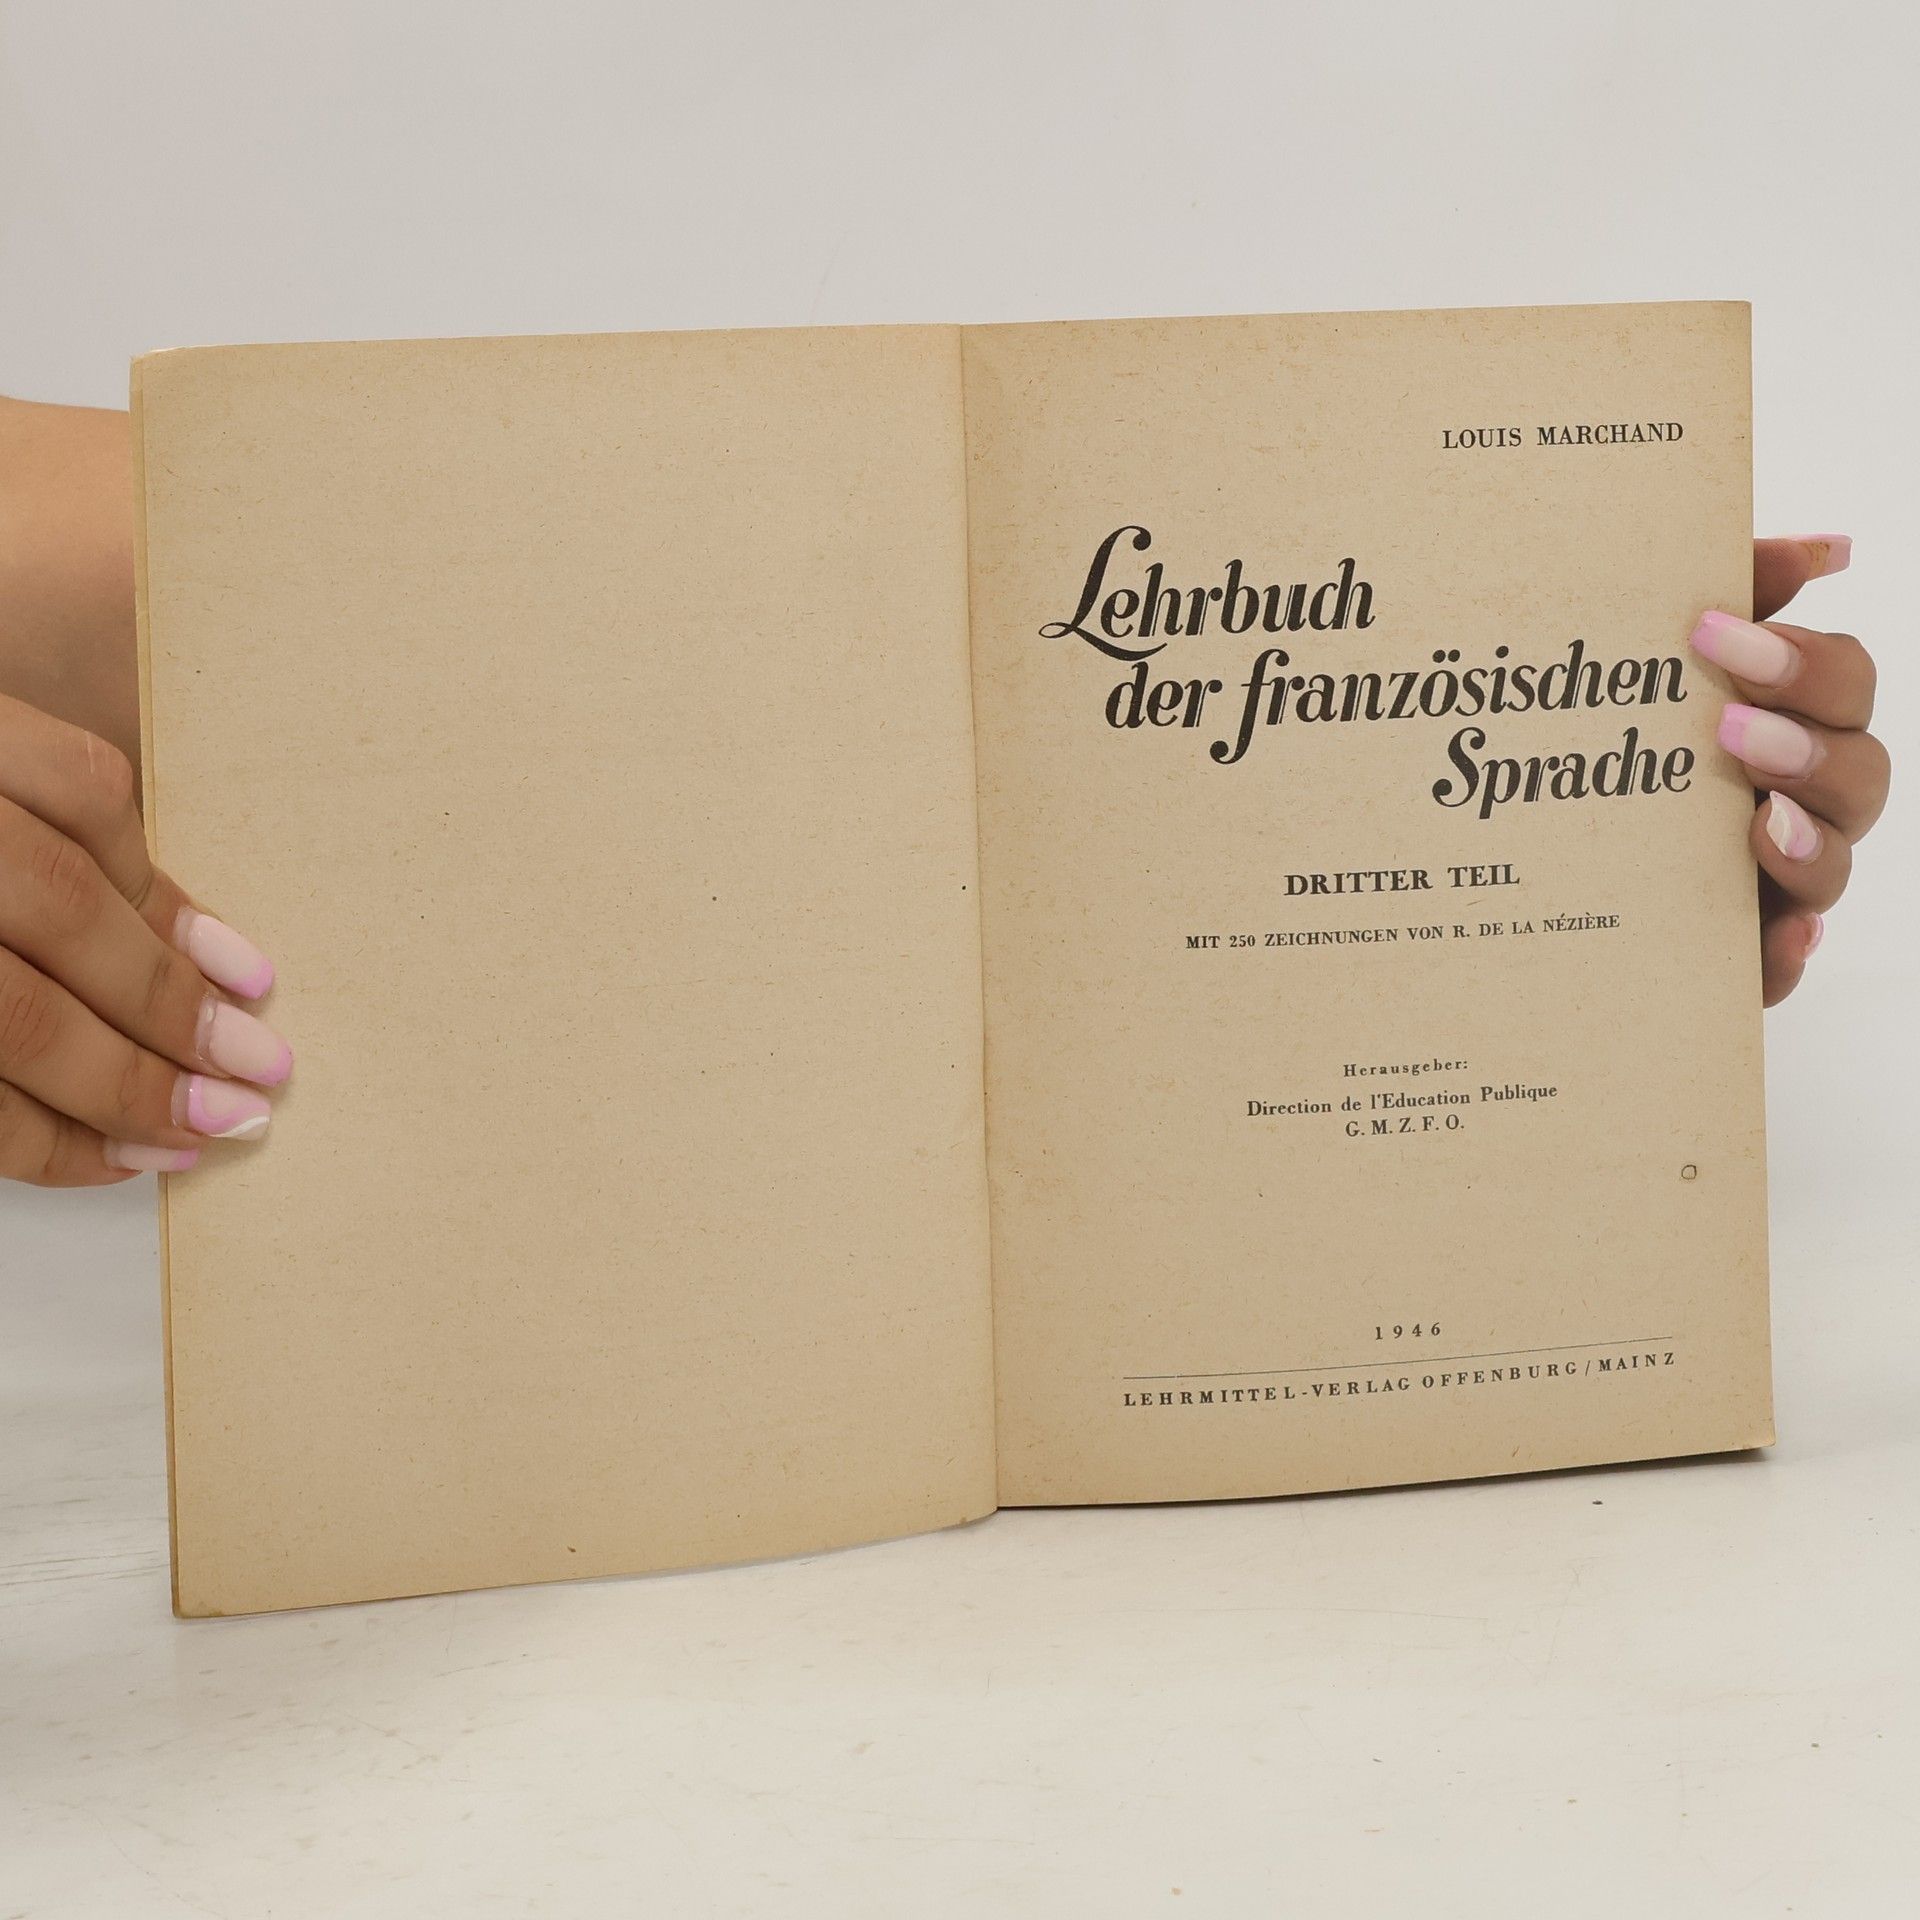 LOUIS MARCHAND
Lehrbuch
der französischen
Sprache
DRITTER TEIL
MIT 250 ZEICHNUNGEN VON R. DE LA NÉZIÈRE
Herausgeber:
Direction de l'Education Publique
G. M. Z. F. O.
1946
LEHRMITTEL-VERLAG OFFENBURG/MAINZ